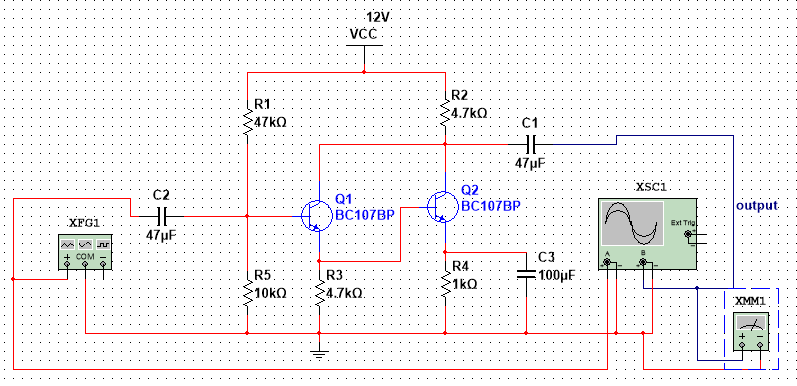 12V
VCC
R1
47kΩ
R2
4.7kΩ
C1
47µF
C2
47µF
Q1
BC107BP
Q2
BC107BP
XSC1
Ext Trig
+
-
A
B
+
-
+
-
output
XFG1
+
COM
-
R5
10kΩ
R3
4.7kΩ
R4
1kΩ
C3
100µF
XMM1
+
-